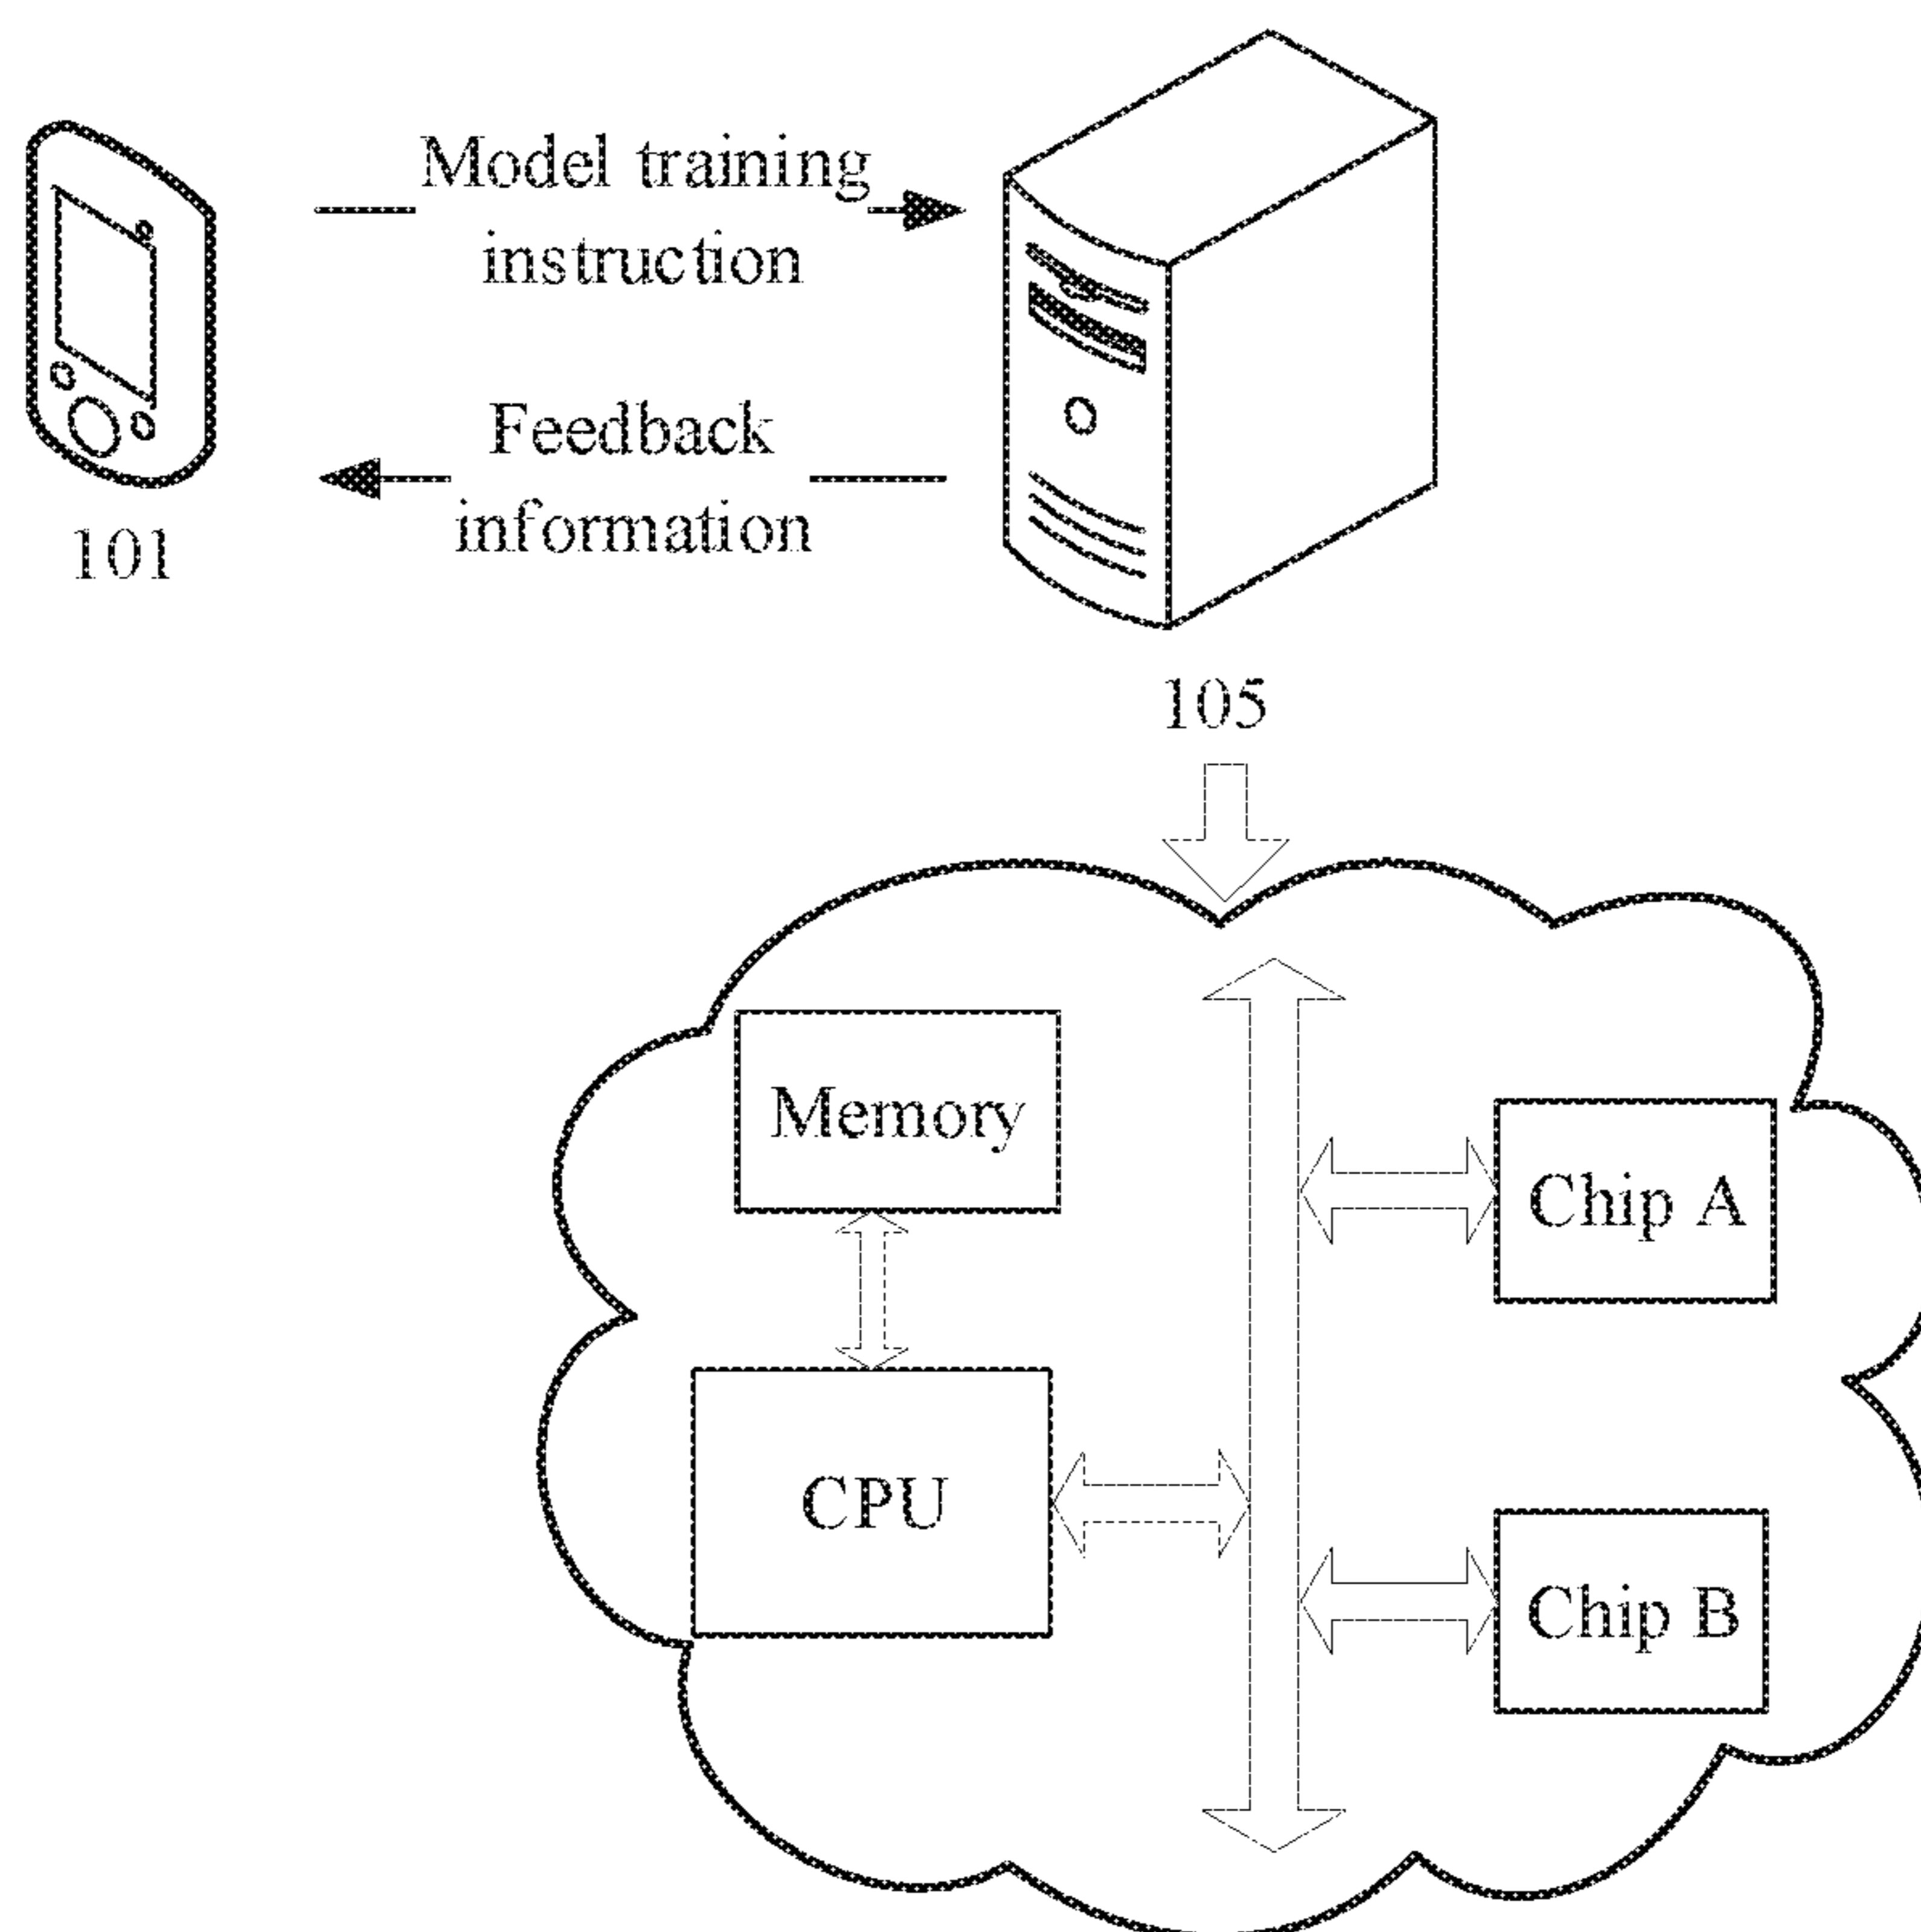 Model training
instruction
Feedback
information
101
105
Memory
Chip A
CPU
Chip B